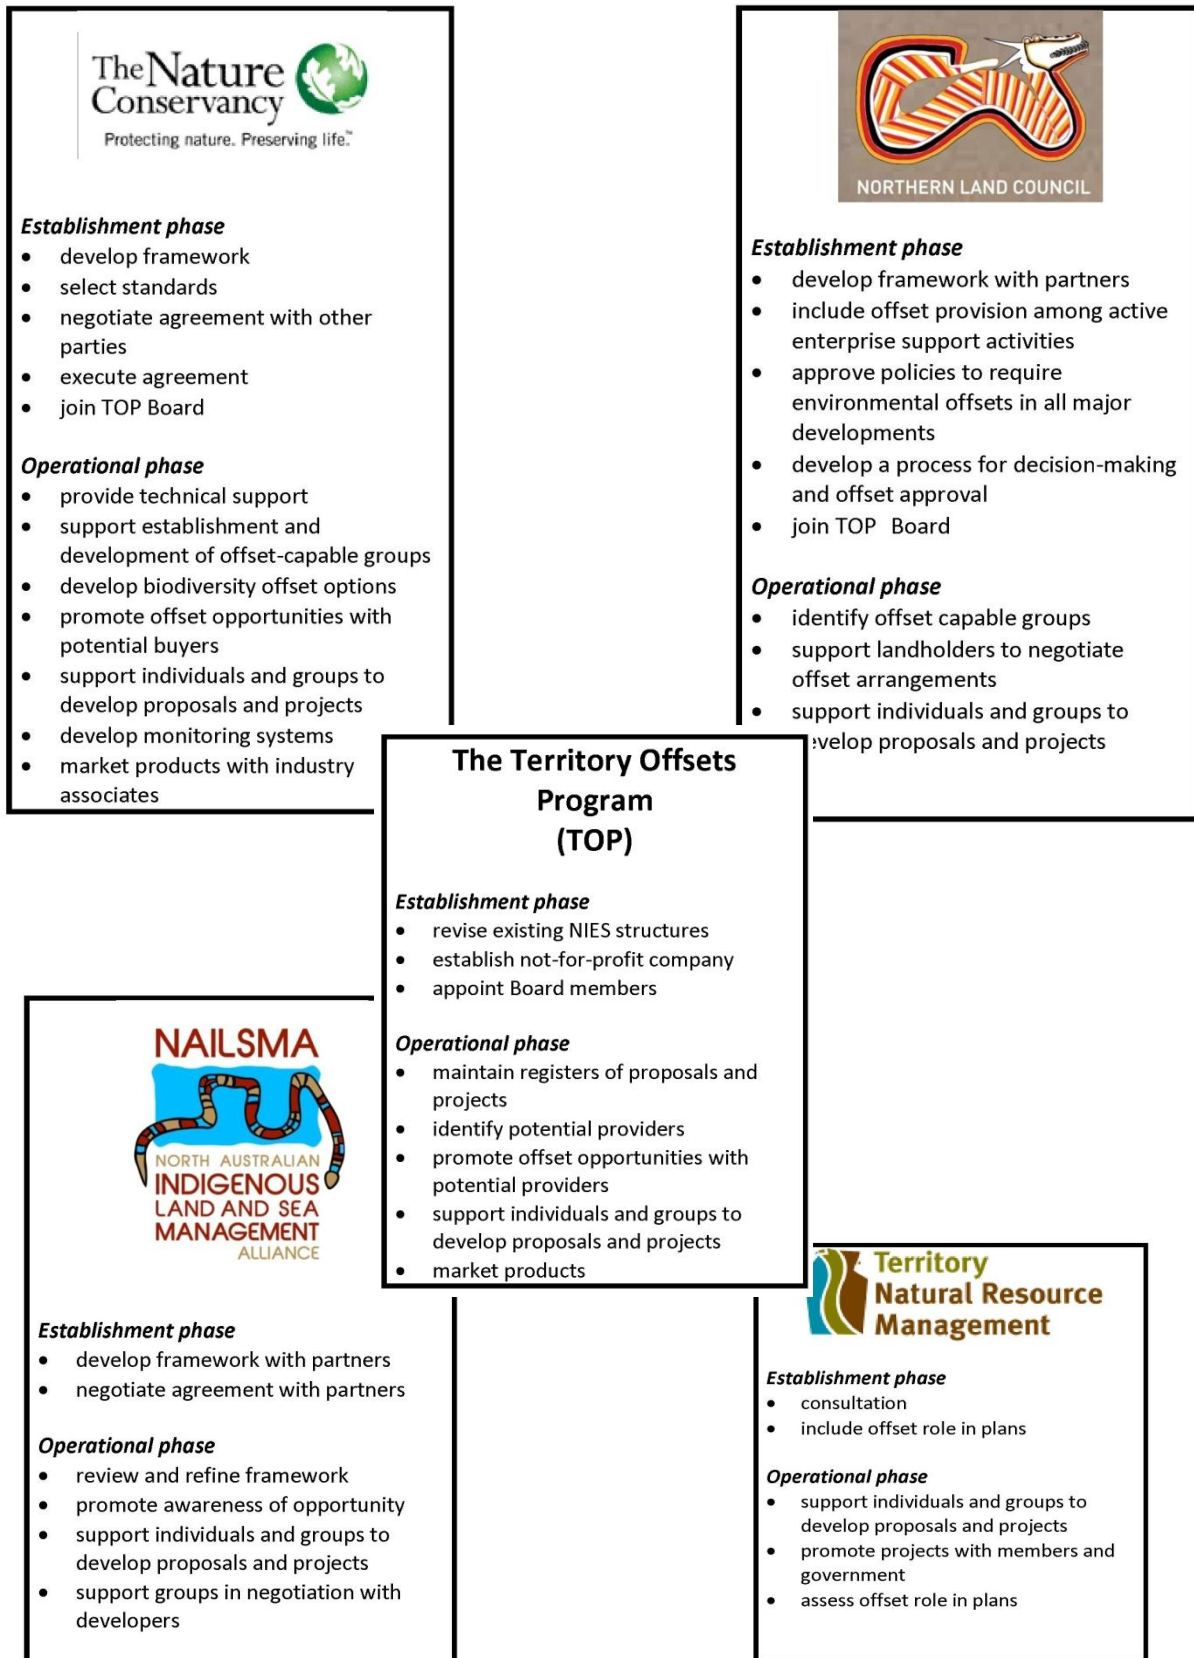 The Nature
Conservancy
Protecting nature. Preserving life.™
Establishment phase
• develop framework
• select standards
• negotiate agreement with other
parties
• execute agreement
• join TOP Board
Operational phase
• provide technical support
• support establishment and
development of offset-capable groups
• develop biodiversity offset options
• promote offset opportunities with
potential buyers
• support individuals and groups to
develop proposals and projects
• develop monitoring systems
• market products with industry
associates
NORTHERN LAND COUNCIL
Establishment phase
• develop framework with partners
• include offset provision among active
enterprise support activities
• approve policies to require
environmental offsets in all major
developments
• develop a process for decision-making
and offset approval
• join TOP Board
Operational phase
• identify offset capable groups
• support landholders to negotiate
offset arrangements
• support individuals and groups to
evelop proposals and projects
The Territory Offsets
Program
(TOP)
Establishment phase
• revise existing NIES structures
• establish not-for-profit company
• appoint Board members
Operational phase
• maintain registers of proposals and
projects
• identify potential providers
• promote offset opportunities with
potential providers
• support individuals and groups to
develop proposals and projects
• market products
NAILSMA
NORTH AUSTRALIAN
INDIGENOUS
LAND AND SEA
MANAGEMENT
ALLIANCE
Establishment phase
• develop framework with partners
• negotiate agreement with partners
Operational phase
• review and refine framework
• promote awareness of opportunity
• support individuals and groups to
develop proposals and projects
• support groups in negotiation with
developers
Territory
Natural Resource
Management
Establishment phase
• consultation
• include offset role in plans
Operational phase
• support individuals and groups to
develop proposals and projects
• promote projects with members and
government
• assess offset role in plans